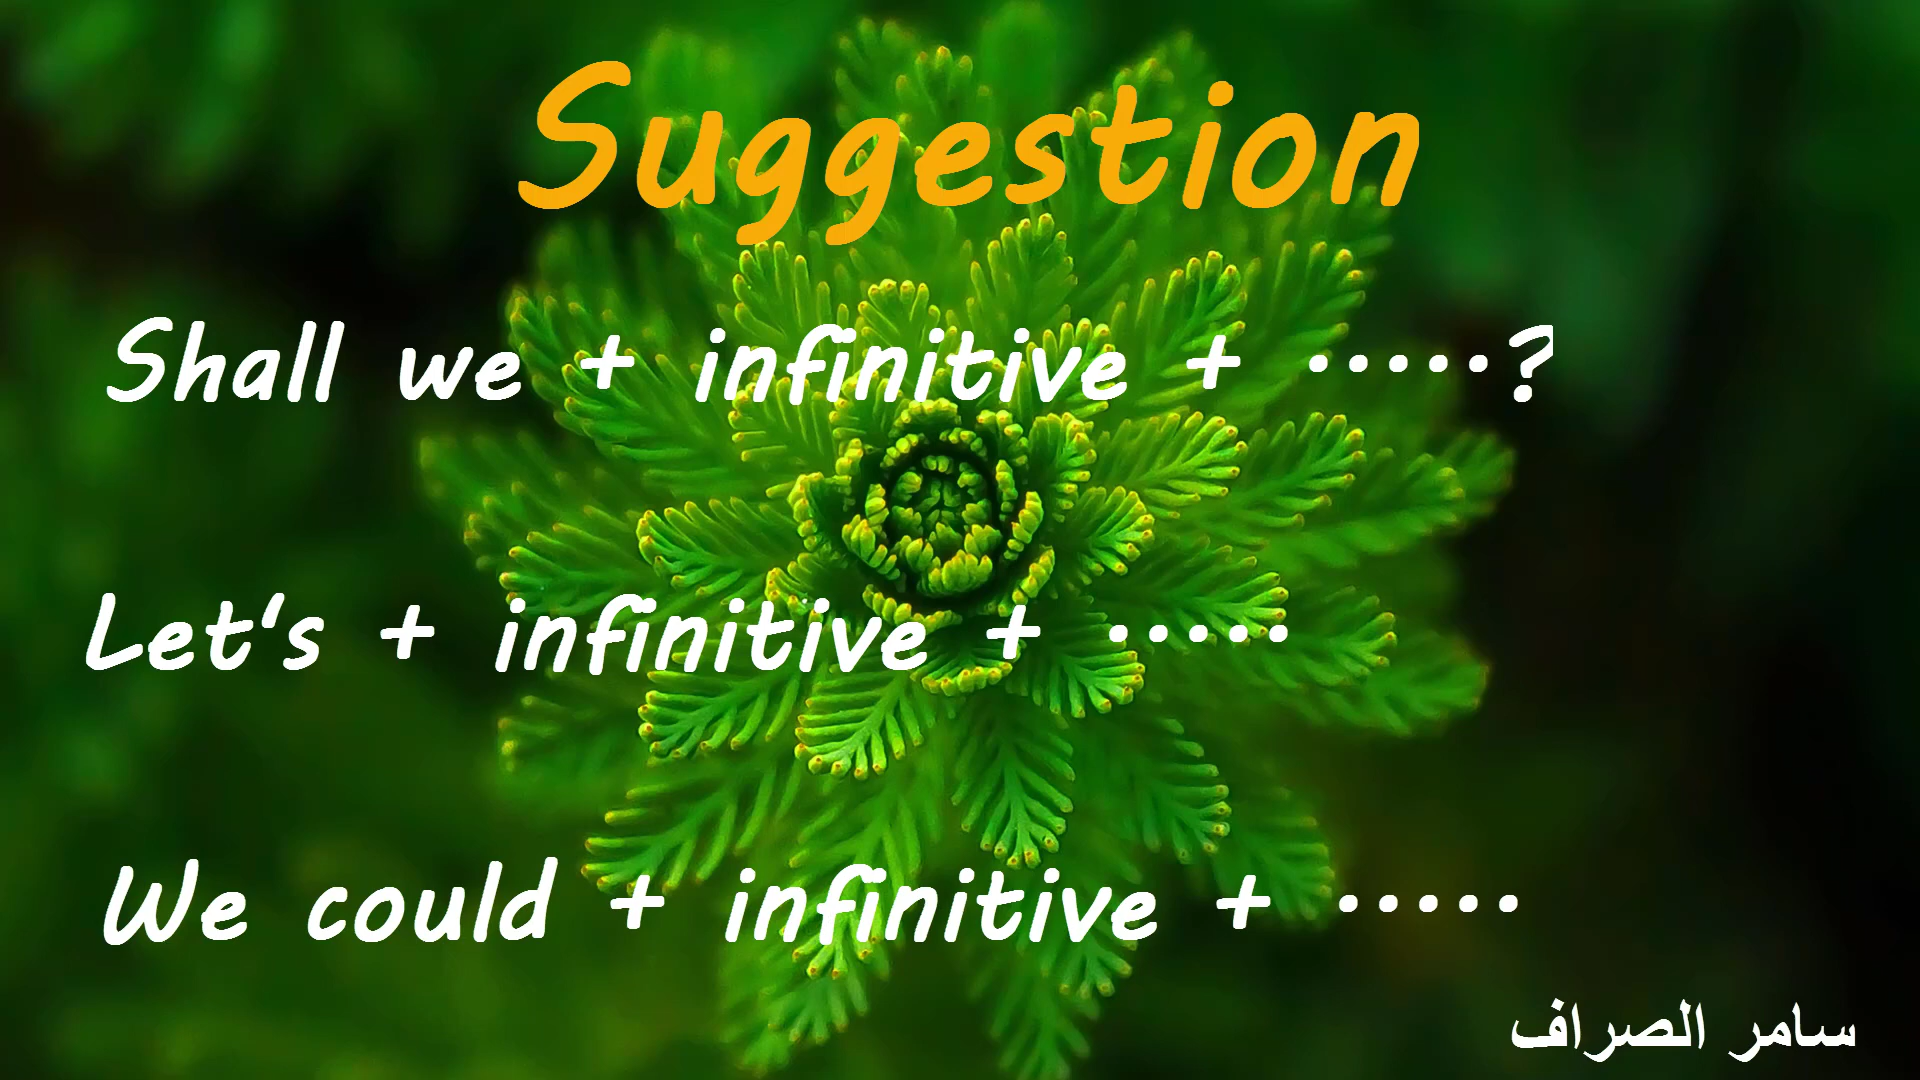 Suggestion
Shall we + infinitive + ·····?
Let's + infinitive + ·····
We could + infinitive + ·····
سامر الصراف